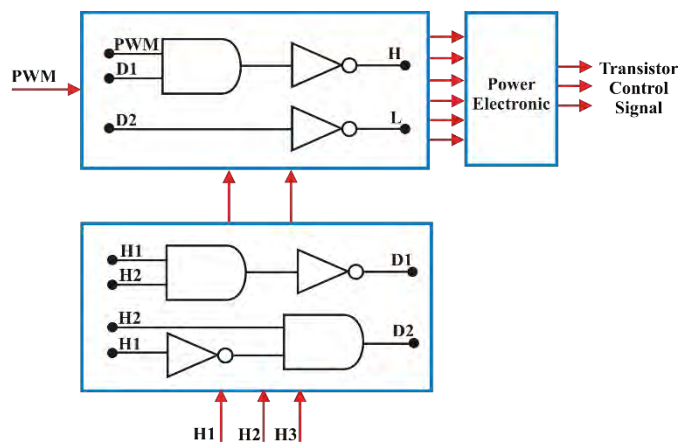 PWM
PWM
D1
H
D2
L
Power
Electronic
Transistor
Control
Signal
H1
H2
D1
H2
H1
D2
H1 H2 H3